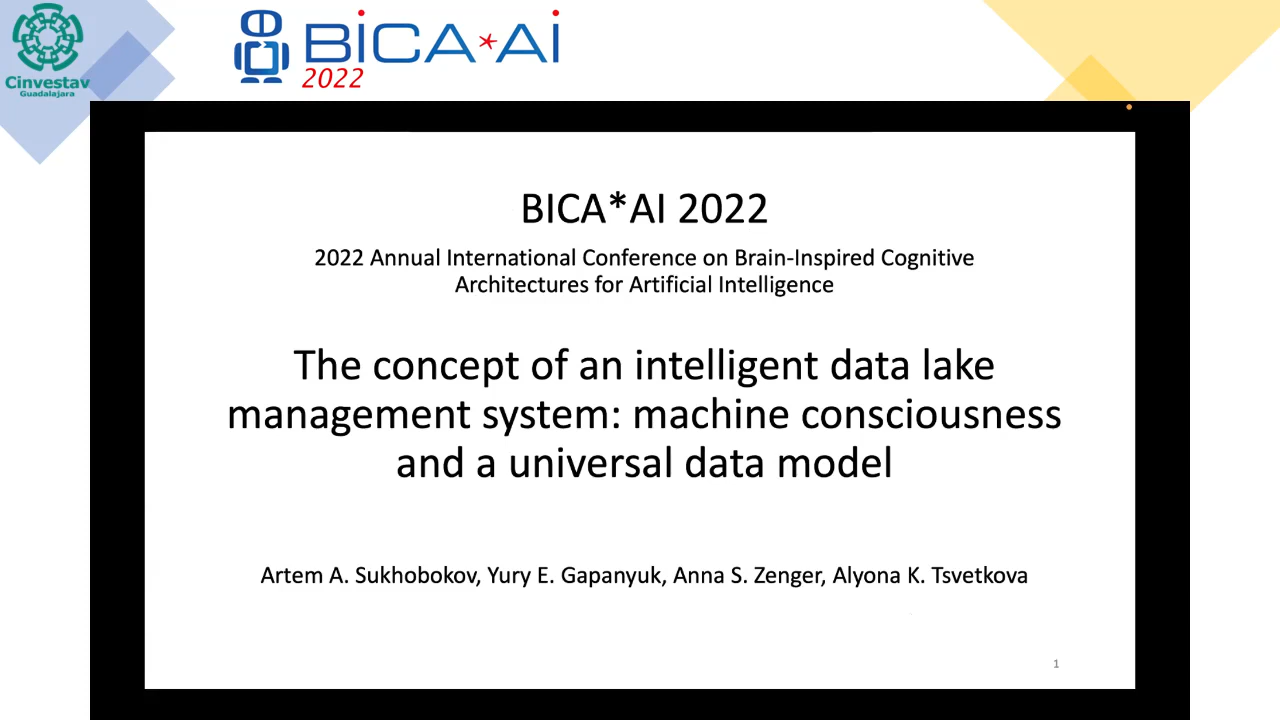 Cinvestav
Guadalajara
BiCA*Ai
2022
BICA*AI 2022
2022 Annual International Conference on Brain-Inspired Cognitive
Architectures for Artificial Intelligence
The concept of an intelligent data lake
management system: machine consciousness
and a universal data model
Artem A. Sukhobokov, Yury E. Gapanyuk, Anna S. Zenger, Alyona K. Tsvetkova
1